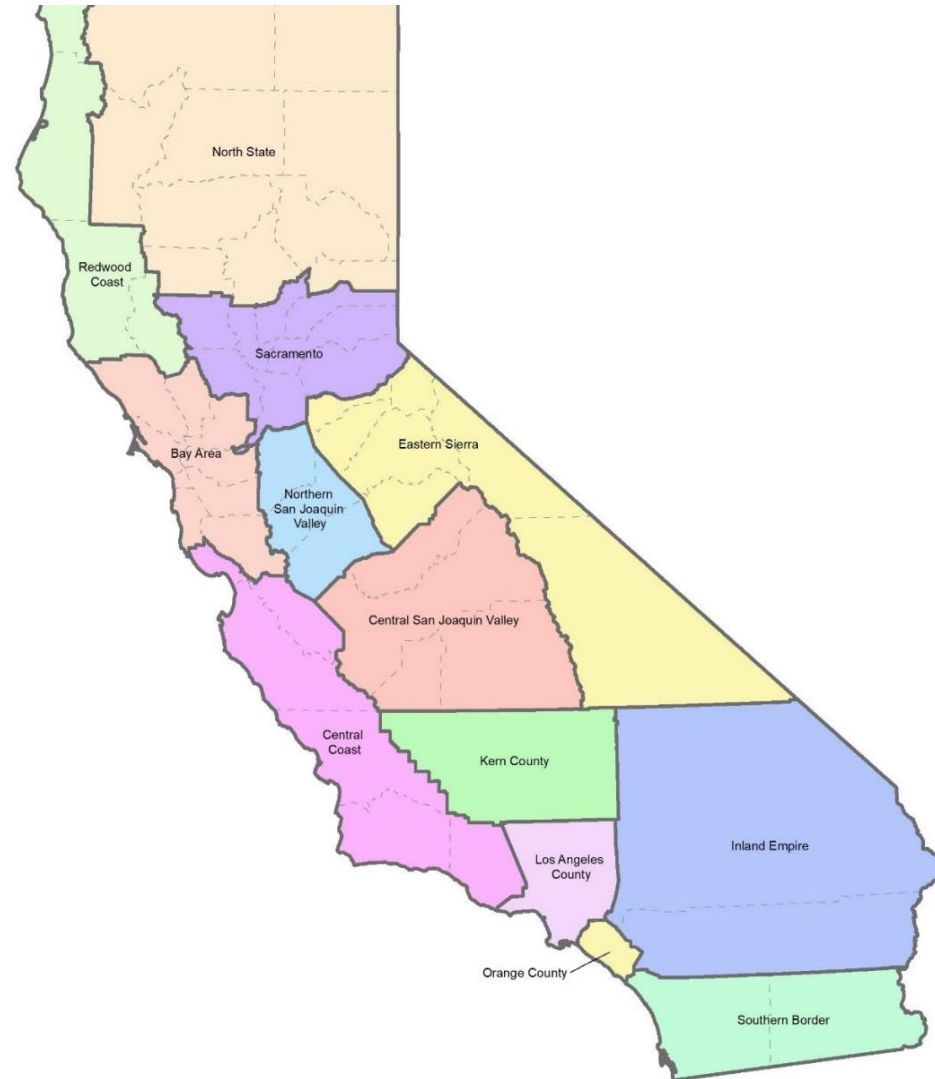 North State
Redwood
Coast
Sacramento
Eastern Sierra
Bay Area
Northern
San Joaquin
Valley
Central San Joaquin Valley
Central
Coast
Kern County
Inland Empire
Los Angeles
County
Orange County
Southern Border